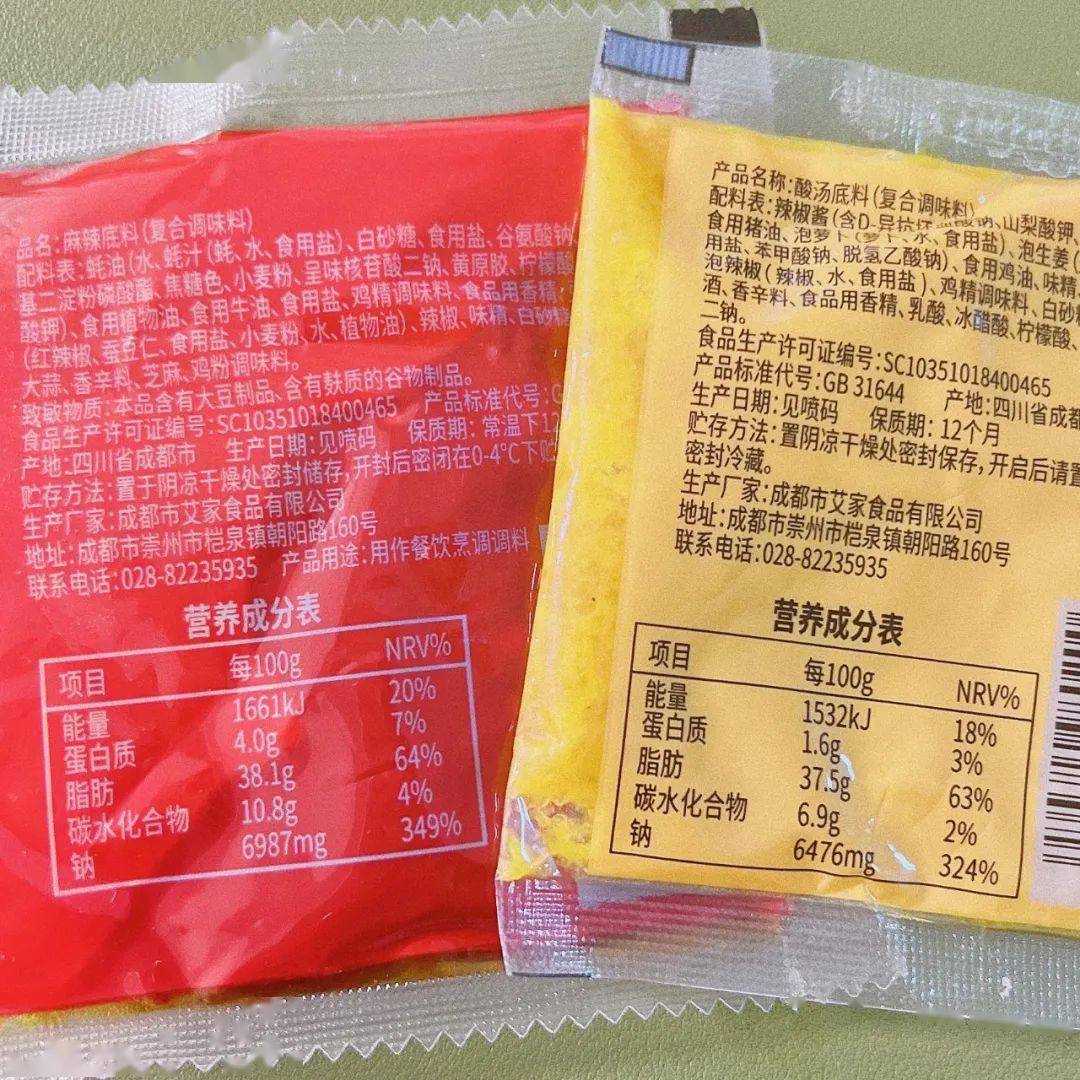 品名:麻辣底料(复合调味料)
配料表:蚝油(水、蚝汁(蚝、水、食用盐)、白砂糖、食用盐、谷氨酸钠
基二淀粉磷酸酯、焦糖色、小麦粉、呈味核苷酸二钠、黄原胶、柠檬酸
酸钾)、食用植物油、食用牛油、食用盐、鸡精调味料、食品用香精
(红辣椒、蚕豆仁、食用盐、小麦粉、水、植物油)、辣椒、味精、白砂糖
大蒜、香辛料、芝麻、鸡粉调味料。
致敏物质:本品含有大豆制品、含有麸质的谷物制品。
食品生产许可证编号:SC10351018400465 产品标准代号:G
产地:四川省成都市 生产日期:见喷码 保质期:常温下12
贮存方法:置于阴凉干燥处密封储存,开封后密闭在0-4°C下贮
生产厂家:成都市艾家食品有限公司
地址:成都市崇州市桤泉镇朝阳路160号
联系电话:028-82235935 产品用途:用作餐饮烹调调料
营养成分表
项目 每100g NRV%
能量 1661kJ 20%
蛋白质 4.0g 7%
脂肪 38.1g 64%
碳水化合物 10.8g 4%
钠 6987mg 349%
产品名称:酸汤底料(复合调味料)
配料表:辣椒酱(含D-异抗坏血酸钠、山梨酸钾、
食用猪油、泡萝卜(萝卜、水、食用盐)、泡生姜(
用盐、苯甲酸钠、脱氢乙酸钠)、食用鸡油、味精、
泡辣椒(辣椒、水、食用盐)、鸡精调味料、白砂糖
酒、香辛料、食品用香精、乳酸、冰醋酸、柠檬酸、
二钠。
食品生产许可证编号:SC10351018400465
产品标准代号:GB 31644 产地:四川省成都
生产日期:见喷码 保质期:12个月
贮存方法:置阴凉干燥处密封保存,开启后请置
密封冷藏。
生产厂家:成都市艾家食品有限公司
地址:成都市崇州市桤泉镇朝阳路160号
联系电话:028-82235935
营养成分表
项目 每100g NRV%
能量 1532kJ 18%
蛋白质 1.6g 3%
脂肪 37.5g 63%
碳水化合物 6.9g 2%
钠 6476mg 324%